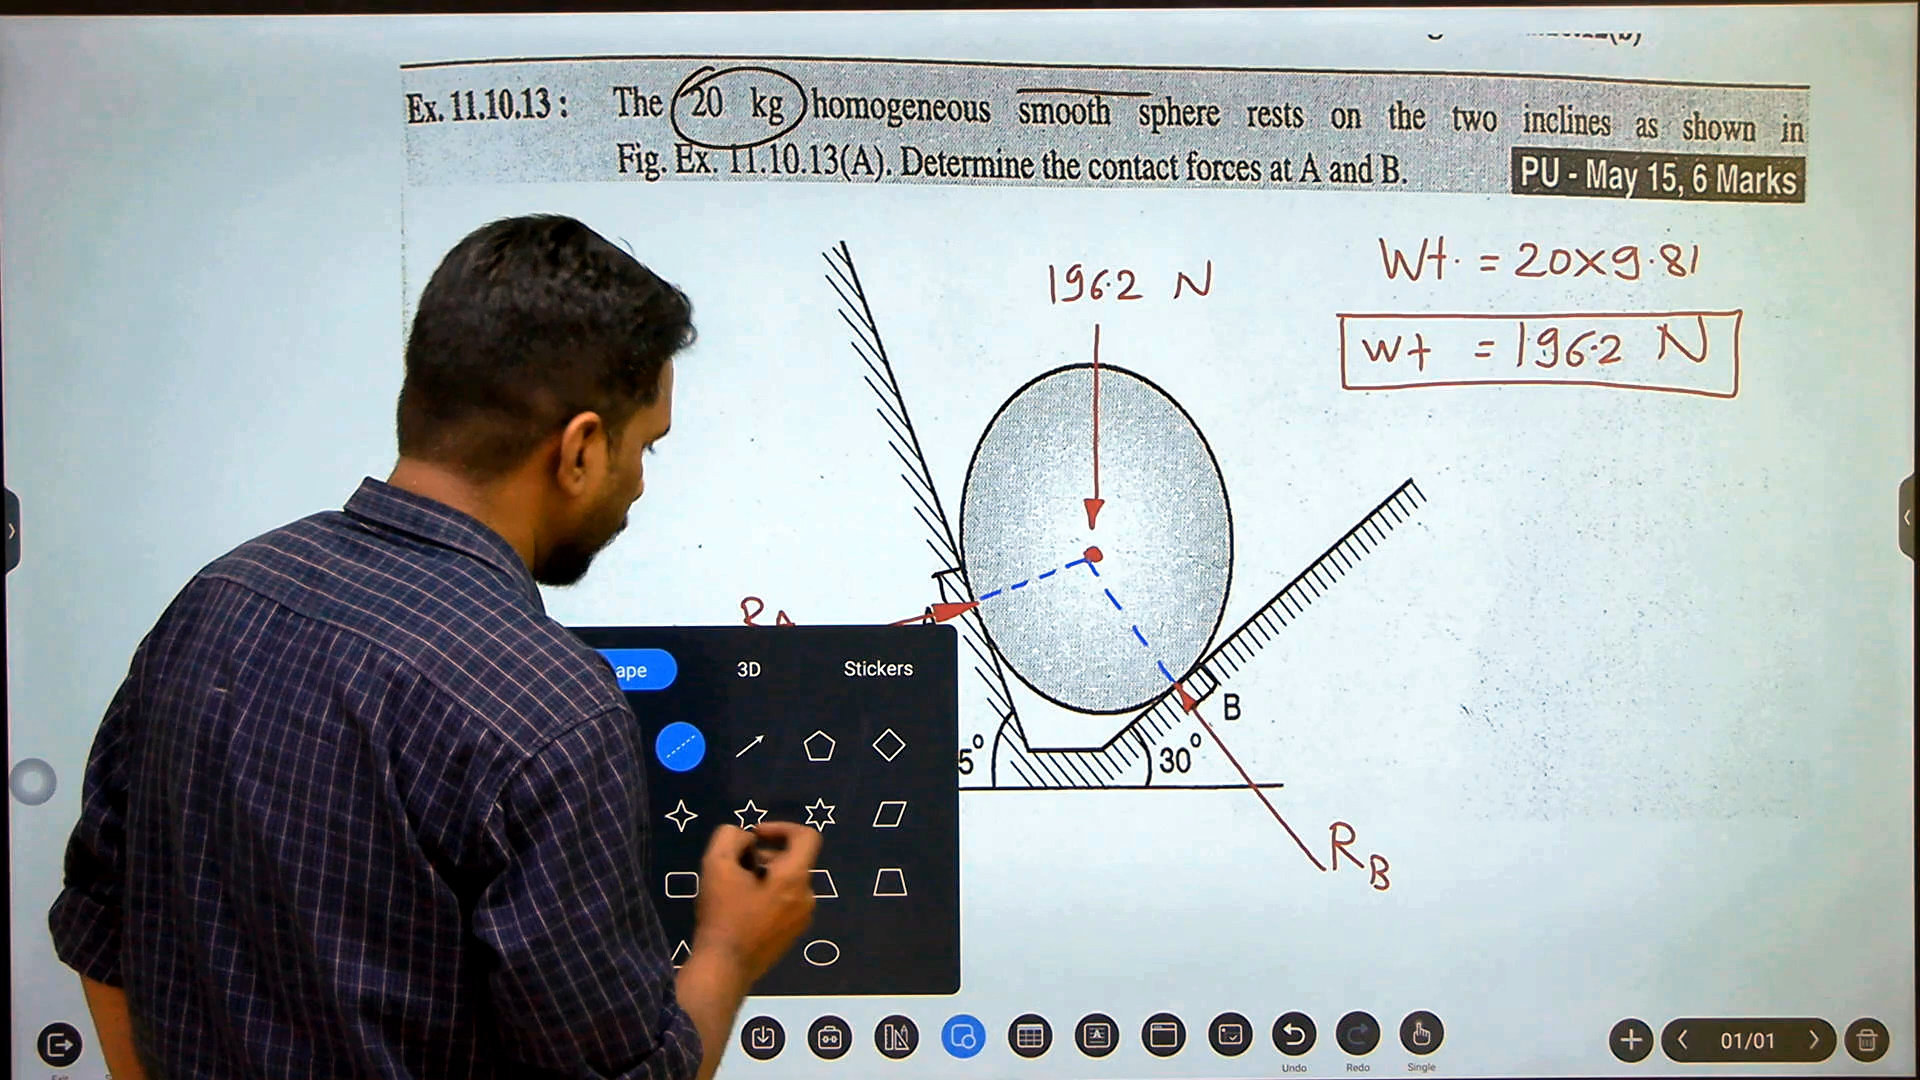 Ex. 11.10.13 : The 20 kg homogeneous smooth sphere rests on the two inclines as shown in
Fig. Ex. 11.10.13(A). Determine the contact forces at A and B.
PU - May 15, 6 Marks
Wt. = 20×9.81
196.2 N
wt = 196.2 N
RA
A
B
5°
30°
RB
3D
Stickers
Undo
Redo
Single
01/01